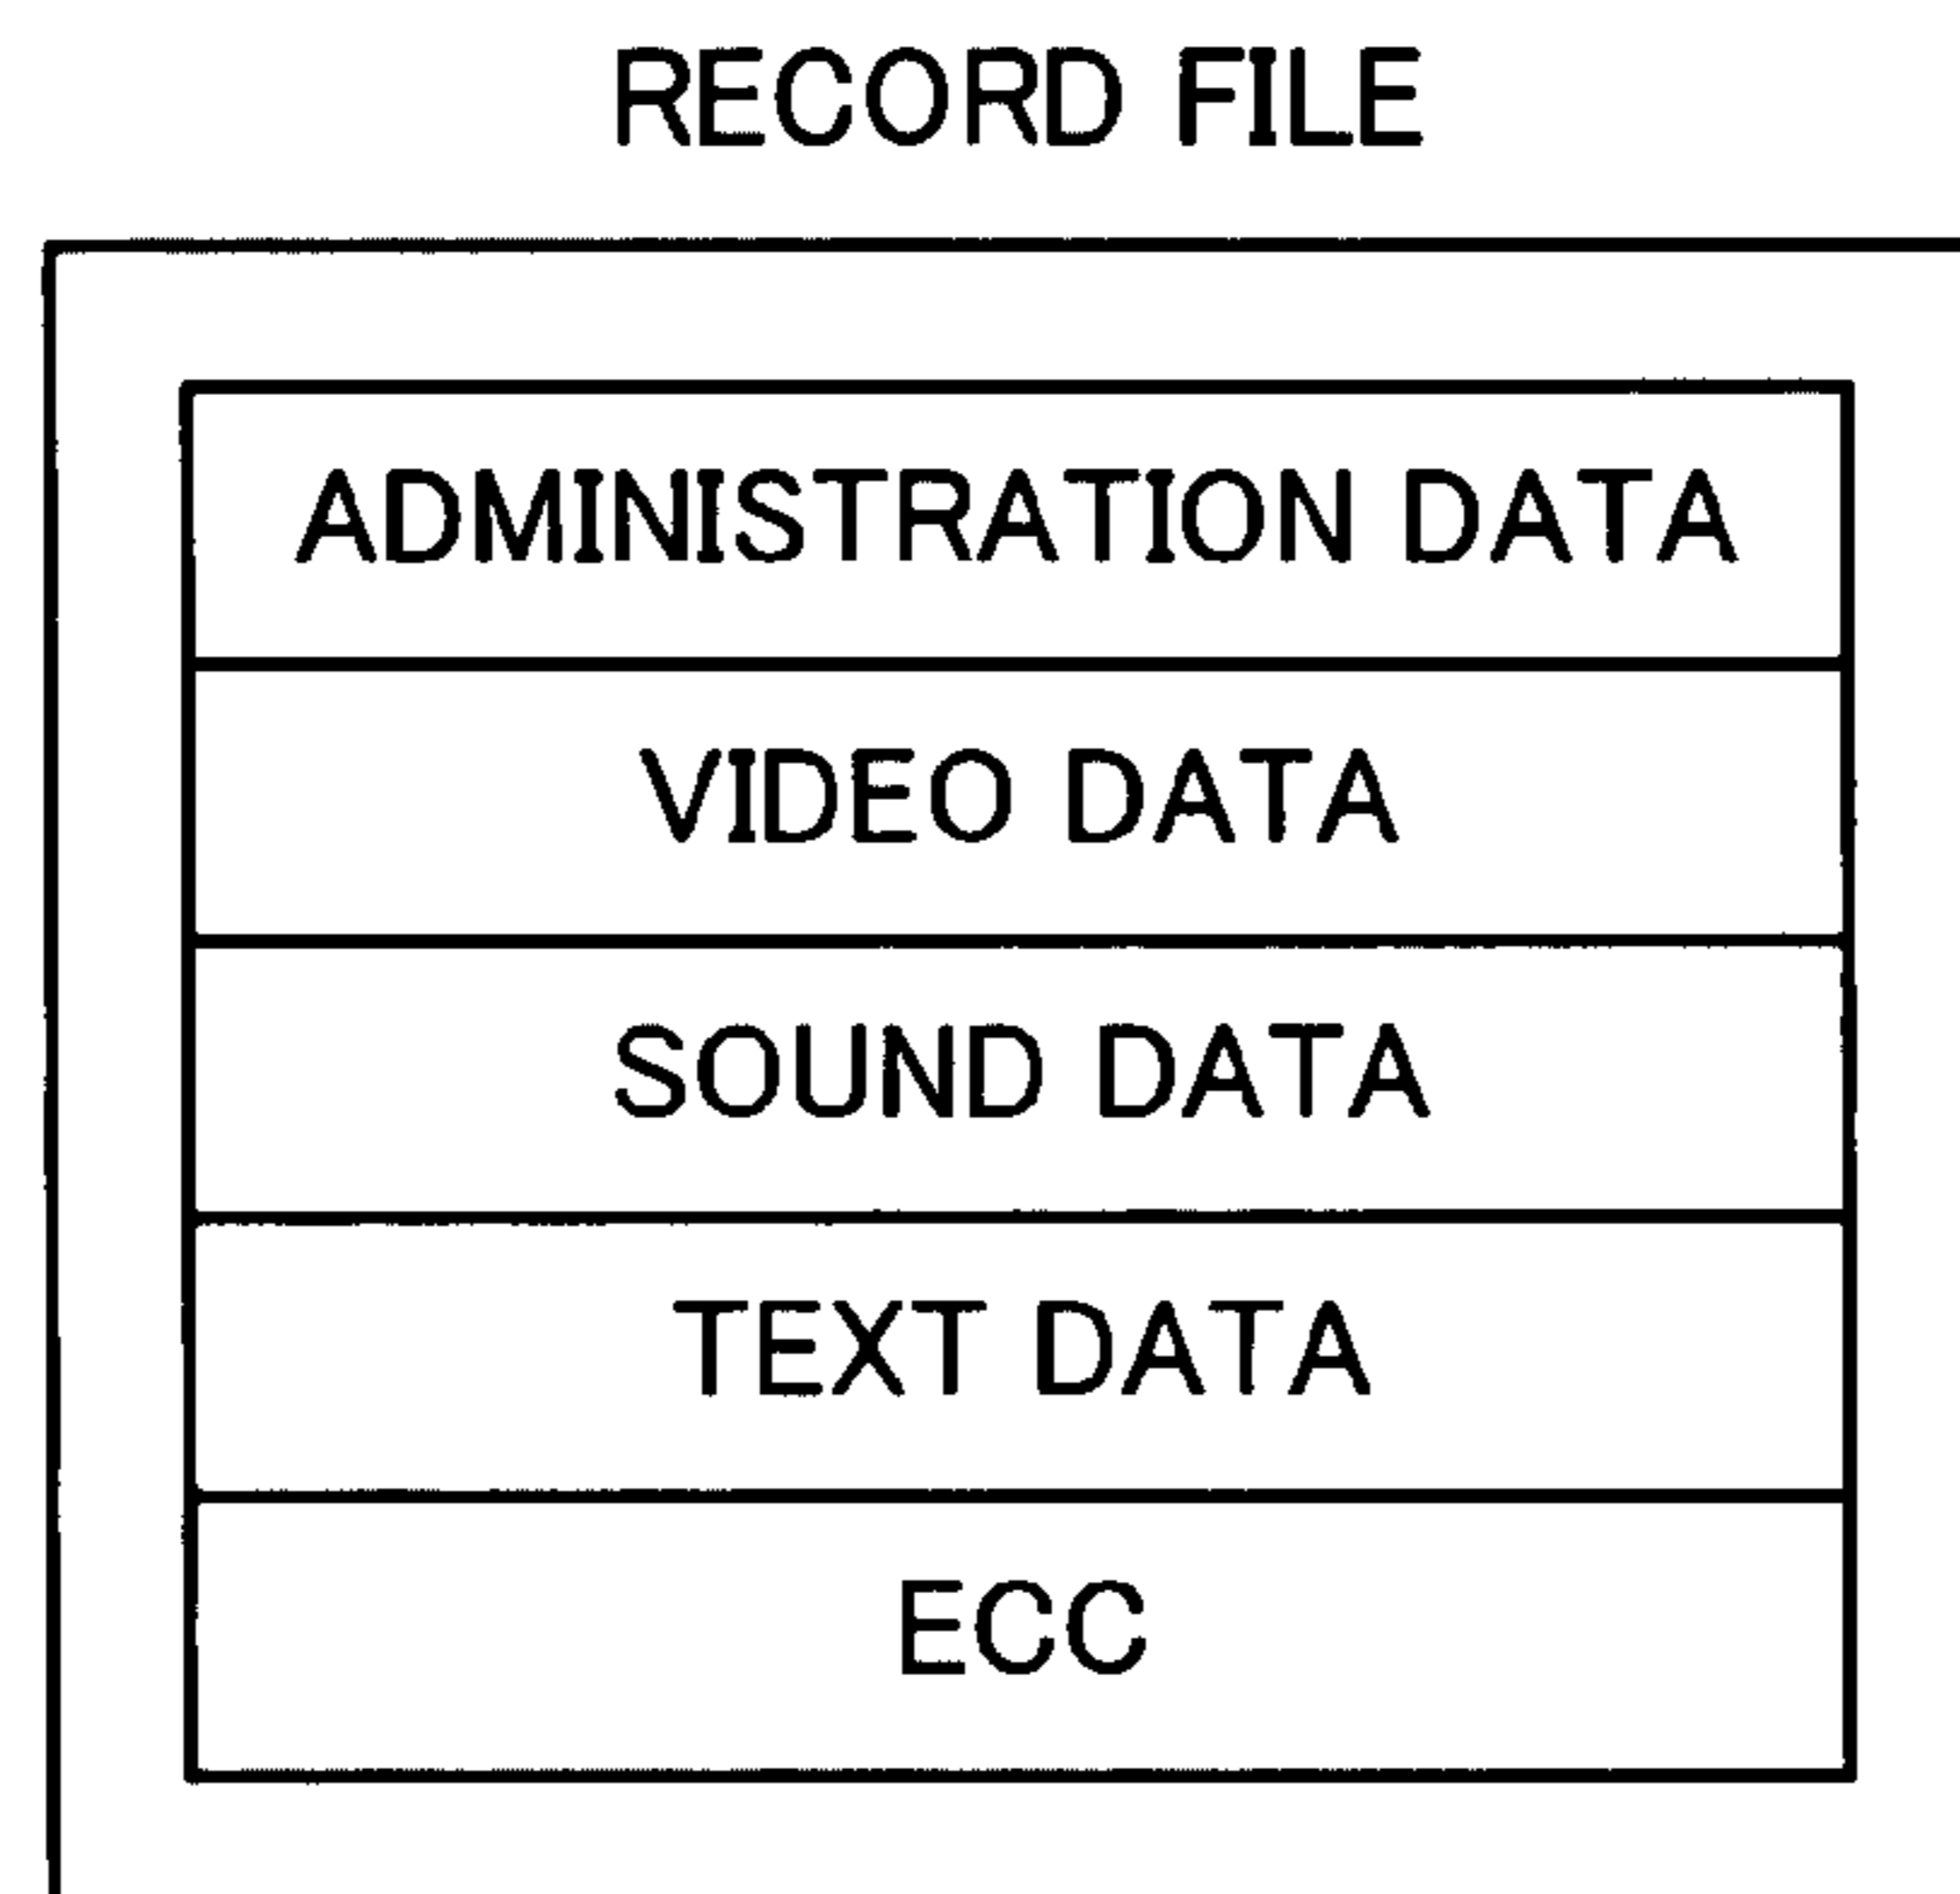 RECORD FILE
ADMINISTRATION DATA
VIDEO DATA
SOUND DATA
TEXT DATA
ECC